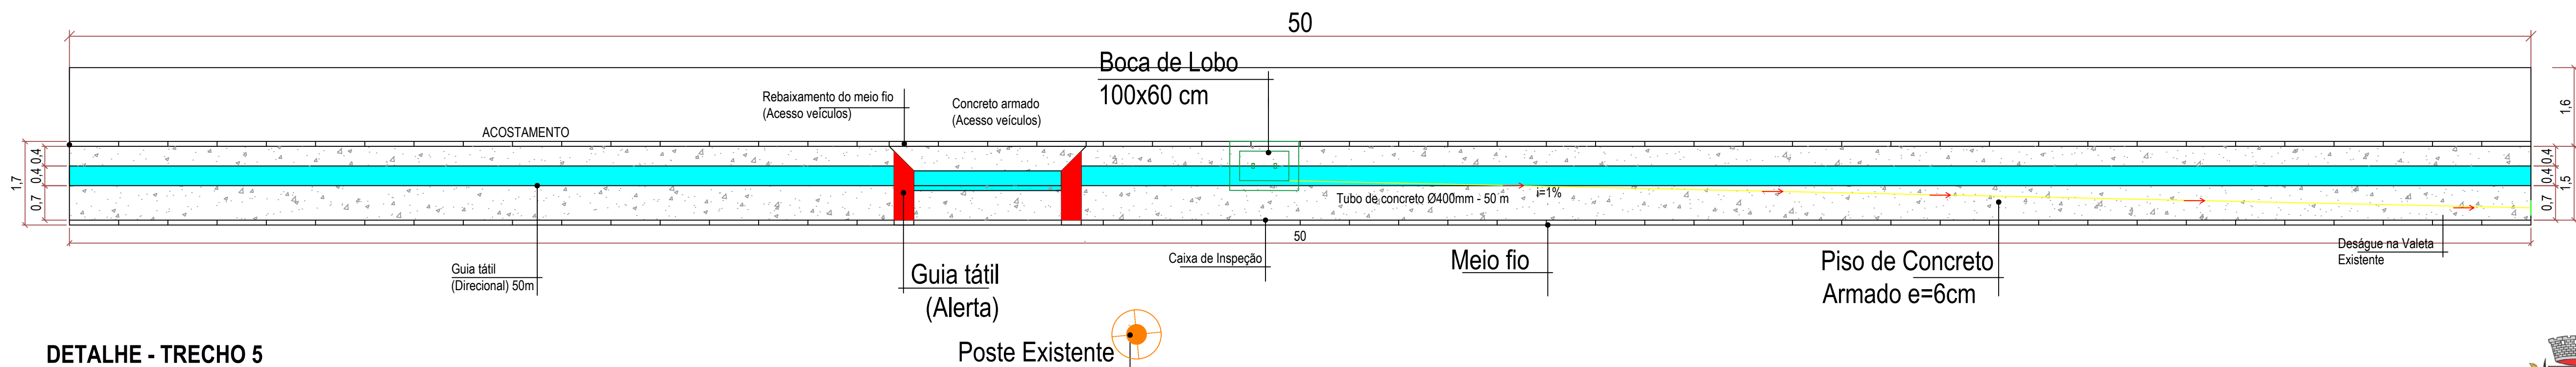 50
Boca de Lobo
100x60 cm
Rebaixamento do meio fio
(Acesso veículos)
Concreto armado
(Acesso veículos)
ACOSTAMENTO
1,6
1,7
0,4
0,4
0,7
0,4
0,4
0,7
1,5
Tubo de concreto Ø400mm - 50 m
i=1%
50
Guia tátil
(Direcional) 50m
Guia tátil
(Alerta)
Caixa de Inspeção
Meio fio
Piso de Concreto
Armado e=6cm
Deságue na Valeta
Existente
Poste Existente
DETALHE - TRECHO 5